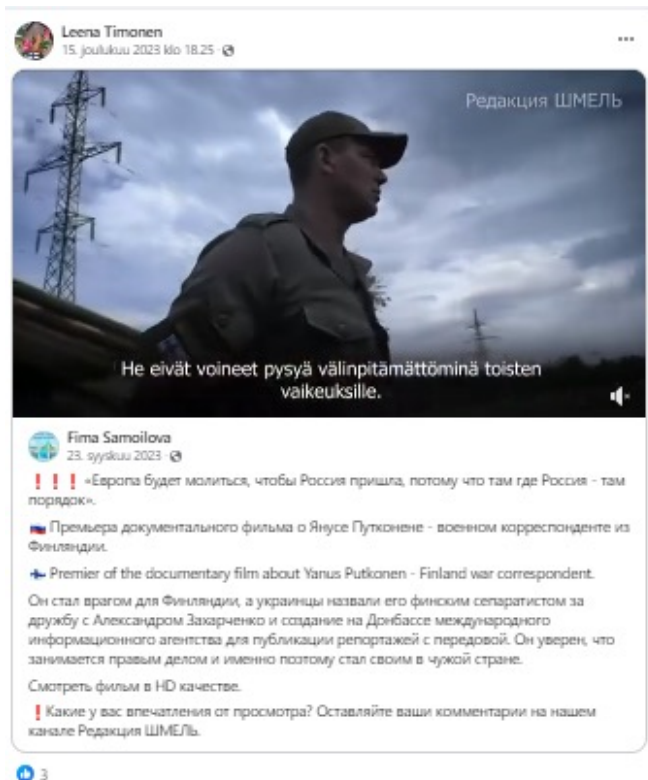 Leena Timonen
15. joulukuu 2023 klo 18.25
Редакция ШМЕЛЬ
He eivät voineet pysyä välinpitämättöminä toisten
vaikeuksille.
Fima Samoilova
23. syyskuu 2023
❗❗❗ «Европа будет молиться, чтобы Россия пришла, потому что там где Россия - там
порядок».
🇷🇺 Премьера документального фильма о Янусе Путконене - военном корреспонденте из
Финляндии.
🇫🇮 Premier of the documentary film about Yanus Putkonen - Finland war correspondent.
Он стал врагом для Финляндии, а украинцы назвали его финским сепаратистом за
дружбу с Александром Захарченко и создание на Донбассе международного
информационного агентства для публикации репортажей с передовой. Он уверен, что
занимается правым делом и именно поэтому стал своим в чужой стране.
Смотреть фильм в HD качестве.
❗Какие у вас впечатления от просмотра? Оставляйте ваши комментарии на нашем
канале Редакция ШМЕЛЬ.
3